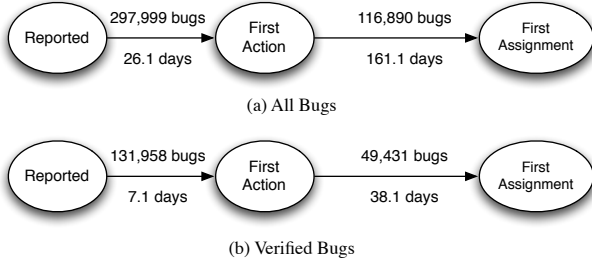 Reported
297,999 bugs
26.1 days
First
Action
116,890 bugs
161.1 days
First
Assignment
(a) All Bugs
Reported
131,958 bugs
7.1 days
First
Action
49,431 bugs
38.1 days
First
Assignment
(b) Verified Bugs